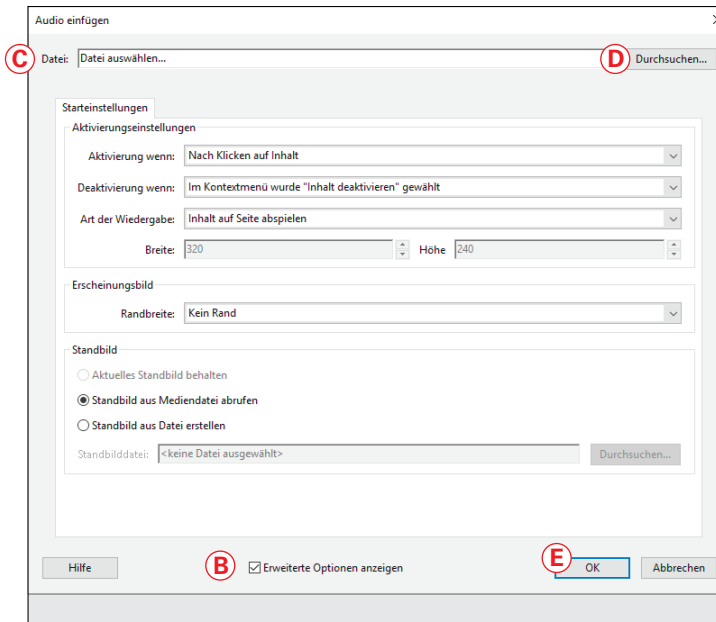 Audio einfügen
C Datei: Datei auswählen... D Durchsuchen...
Starteinstellungen
Aktivierungseinstellungen
Aktivierung wenn: Nach Klicken auf Inhalt
Deaktivierung wenn: Im Kontextmenü wurde "Inhalt deaktivieren" gewählt
Art der Wiedergabe: Inhalt auf Seite abspielen
Breite: 320 Höhe 240
Erscheinungsbild
Randbreite: Kein Rand
Standbild
Aktuelles Standbild behalten
Standbild aus Mediendatei abrufen
Standbild aus Datei erstellen
Standbilddatei: <keine Datei ausgewählt> Durchsuchen...
Hilfe B Erweiterte Optionen anzeigen E OK Abbrechen